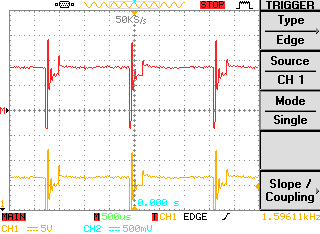 STOP
TRIGGER
50KS/s
Type
Edge
Source
CH 1
Mode
Single
M
Slope /
Coupling
1
0.000 s
MAIN M 500us T CH1 EDGE 1.59611kHz
CH1 5V CH2 500mV